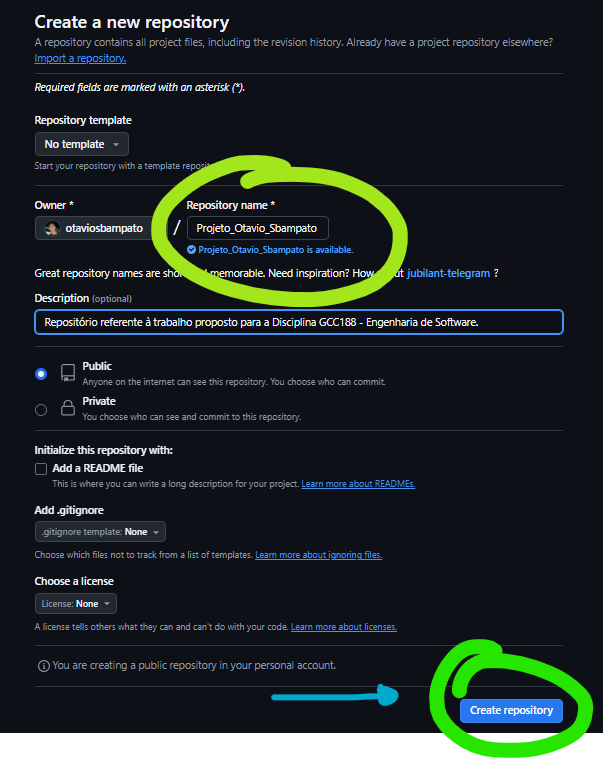 Create a new repository
A repository contains all project files, including the revision history. Already have a project repository elsewhere?
Import a repository.
Required fields are marked with an asterisk (*).
Repository template
No template
Start your repository with a template
Owner * Repository name *
otaviosbampato / Projeto_Otavio_Sbampato
Projeto_Otavio_Sbampato is available.
Great repository names are memorable. Need inspiration? How jubilant-telegram ?
Description (optional)
Repositório referente à trabalho proposto para a Disciplina GCC188 - Engenharia de Software.
Public
Anyone on the internet can see this repository. You choose who can commit.
Private
You choose who can see and commit to this repository.
Initialize this repository with:
Add a README file
This is where you can write a long description for your project. Learn more about READMEs.
Add .gitignore
.gitignore template: None
Choose which files not to track from a list of templates. Learn more about ignoring files.
Choose a license
License: None
A license tells others what they can and can't do with your code. Learn more about licenses.
You are creating a public repository in your personal account.
Create repository